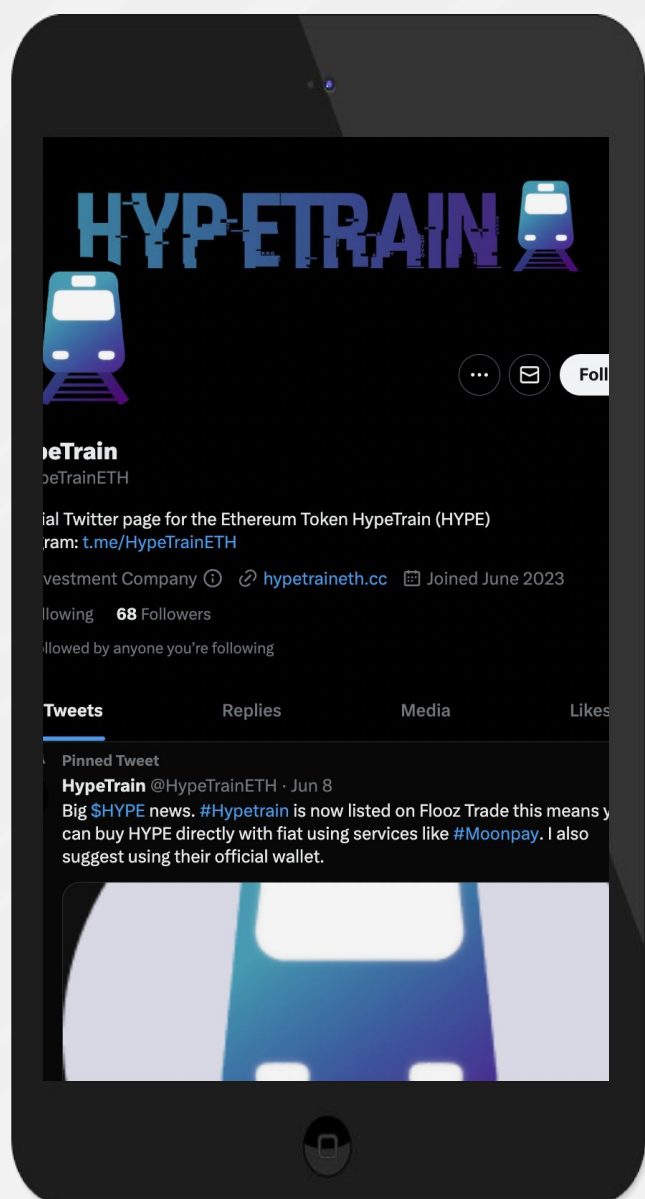 HYPETRAIN
Foll
peTrain
peTrainETH
ial Twitter page for the Ethereum Token HypeTrain (HYPE)
ram: t.me/HypeTrainETH
vestment Company hypetraineth.cc Joined June 2023
llowing 68 Followers
llowed by anyone you're following
Tweets Replies Media Likes
Pinned Tweet
HypeTrain @HypeTrainETH · Jun 8
Big $HYPE news. #Hypetrain is now listed on Flooz Trade this means y
can buy HYPE directly with fiat using services like #Moonpay. I also
suggest using their official wallet.